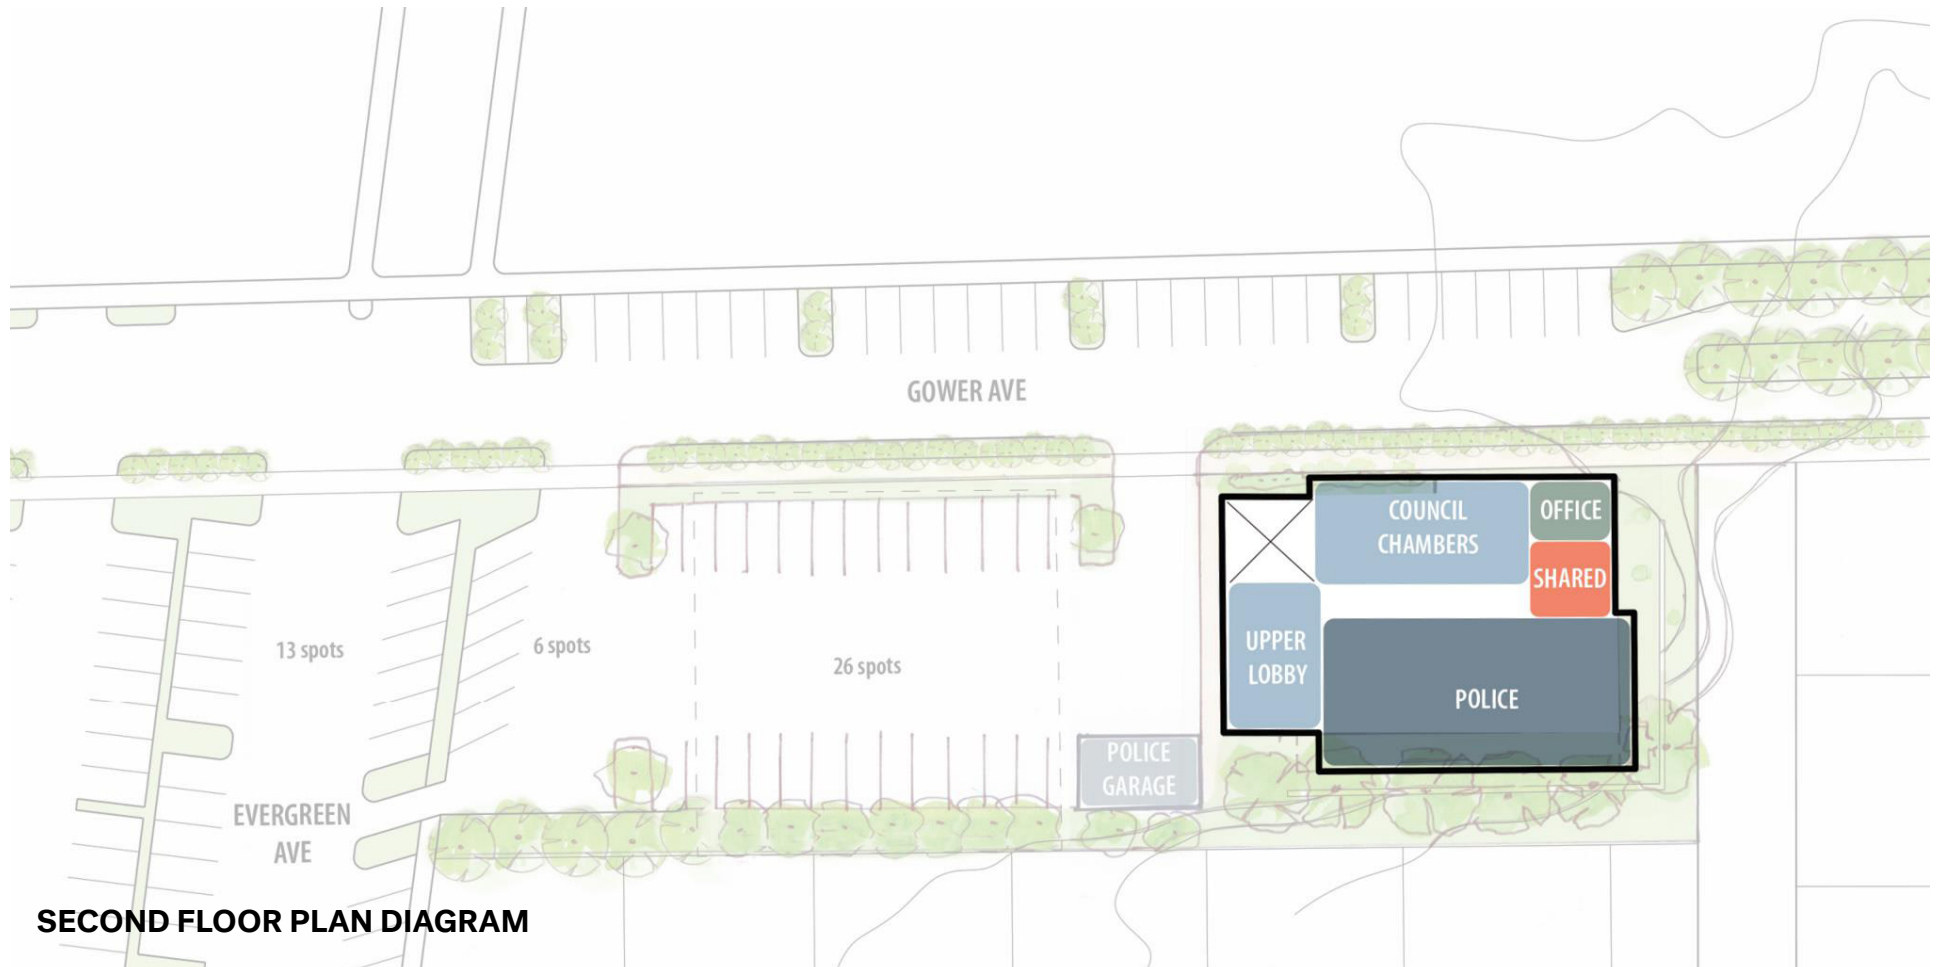 GOWER AVE
COUNCIL
CHAMBERS
OFFICE
SHARED
UPPER
LOBBY
POLICE
13 spots
6 spots
26 spots
POLICE
GARAGE
EVERGREEN
AVE
SECOND FLOOR PLAN DIAGRAM